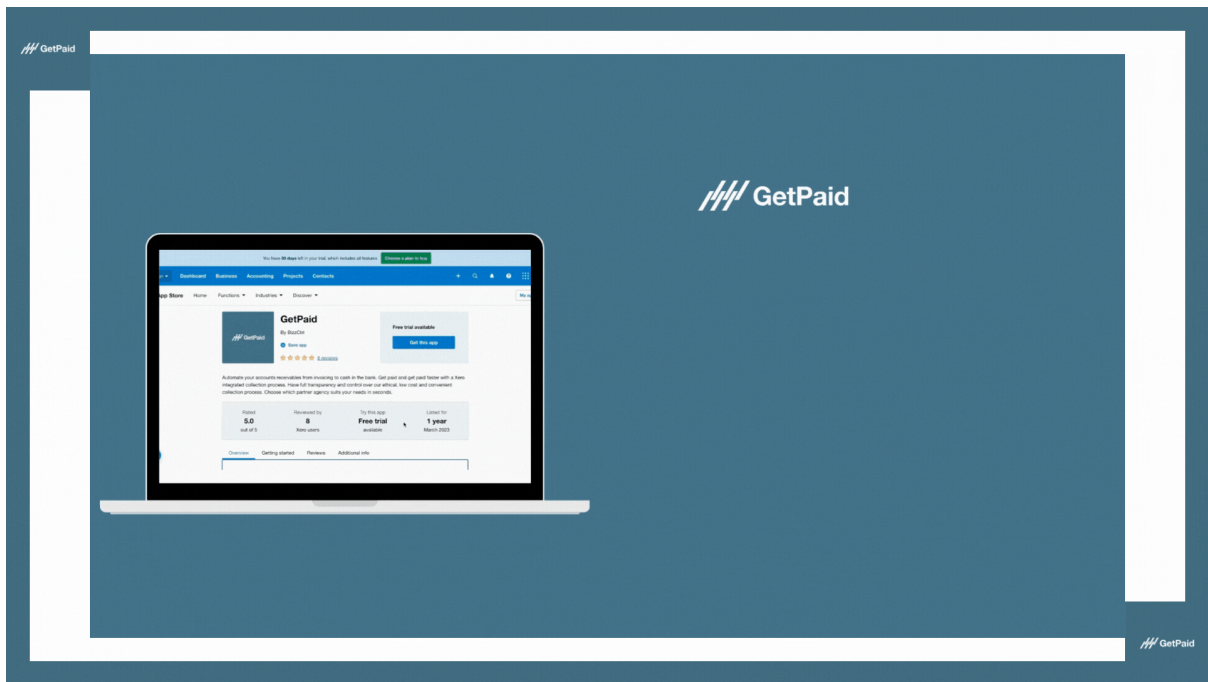 GetPaid
GetPaid
You have 30 days left in your trial, which includes all features Choose a plan to buy
Dashboard Business Accounting Projects Contacts
App Store Home Functions Industries Discover
GetPaid
GetPaid
By BizzCtrl
Save app
8 reviews
Free trial available
Get this app
Automate your accounts receivables from invoicing to cash in the bank. Get paid and get paid faster with a Xero
integrated collection process. Have full transparency and control over our ethical, low cost and convenient
collection process. Choose which partner agency suits your needs in seconds.
Rated Reviewed by Try this app Listed for
5.0 8 Free trial 1 year
out of 5 Xero users available March 2023
Overview Getting started Reviews Additional info
GetPaid